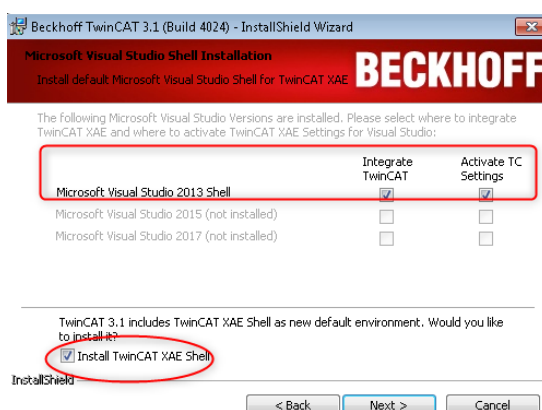 Beckhoff TwinCAT 3.1 (Build 4024) - InstallShield Wizard
Microsoft Visual Studio Shell Installation
Install default Microsoft Visual Studio Shell for TwinCAT XAE
BECKHOFF
The following Microsoft Visual Studio Versions are installed. Please select where to integrate
TwinCAT XAE and where to activate TwinCAT XAE Settings for Visual Studio:
Integrate TwinCAT
Activate TC Settings
Microsoft Visual Studio 2013 Shell
Microsoft Visual Studio 2015 (not installed)
Microsoft Visual Studio 2017 (not installed)
TwinCAT 3.1 includes TwinCAT XAE Shell as new default environment. Would you like
to install it?
Install TwinCAT XAE Shell
InstallShield
< Back
Next >
Cancel